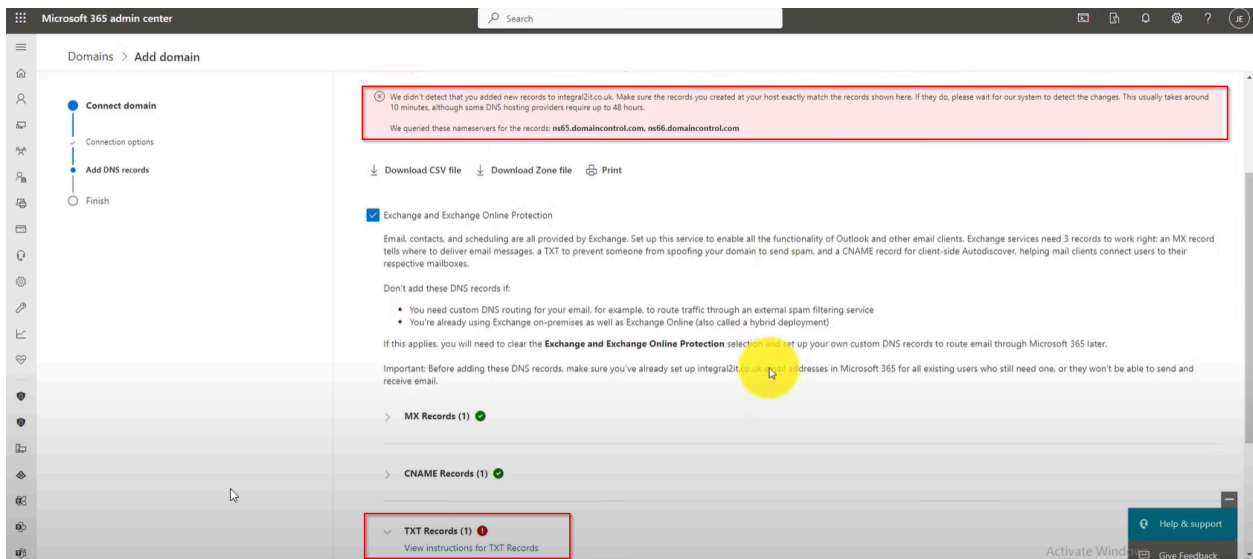 Microsoft 365 admin center
Search
JE
Domains > Add domain
Connect domain
Connection options
Add DNS records
Finish
We didn't detect that you added new records to integral2it.co.uk. Make sure the records you created at your host exactly match the records shown here. If they do, please wait for our system to detect the changes. This usually takes around
10 minutes, although some DNS hosting providers require up to 48 hours.
We queried these nameservers for the records: ns65.domaincontrol.com, ns66.domaincontrol.com
Download CSV file Download Zone file Print
Exchange and Exchange Online Protection
Email, contacts, and scheduling are all provided by Exchange. Set up this service to enable all the functionality of Outlook and other email clients. Exchange services need 3 records to work right: an MX record
tells where to deliver email messages, a TXT to prevent someone from spoofing your domain to send spam, and a CNAME record for client-side Autodiscover, helping mail clients connect users to their
respective mailboxes.
Don't add these DNS records if:
• You need custom DNS routing for your email, for example, to route traffic through an external spam filtering service
• You're already using Exchange on-premises as well as Exchange Online (also called a hybrid deployment)
If this applies, you will need to clear the Exchange and Exchange Online Protection selection and set up your own custom DNS records to route email through Microsoft 365 later.
Important: Before adding these DNS records, make sure you've already set up integral2it.co.uk email addresses in Microsoft 365 for all existing users who still need one, or they won't be able to send and
receive email.
MX Records (1)
CNAME Records (1)
TXT Records (1)
View instructions for TXT Records
Help & support
Activate Windo
Give Feedback